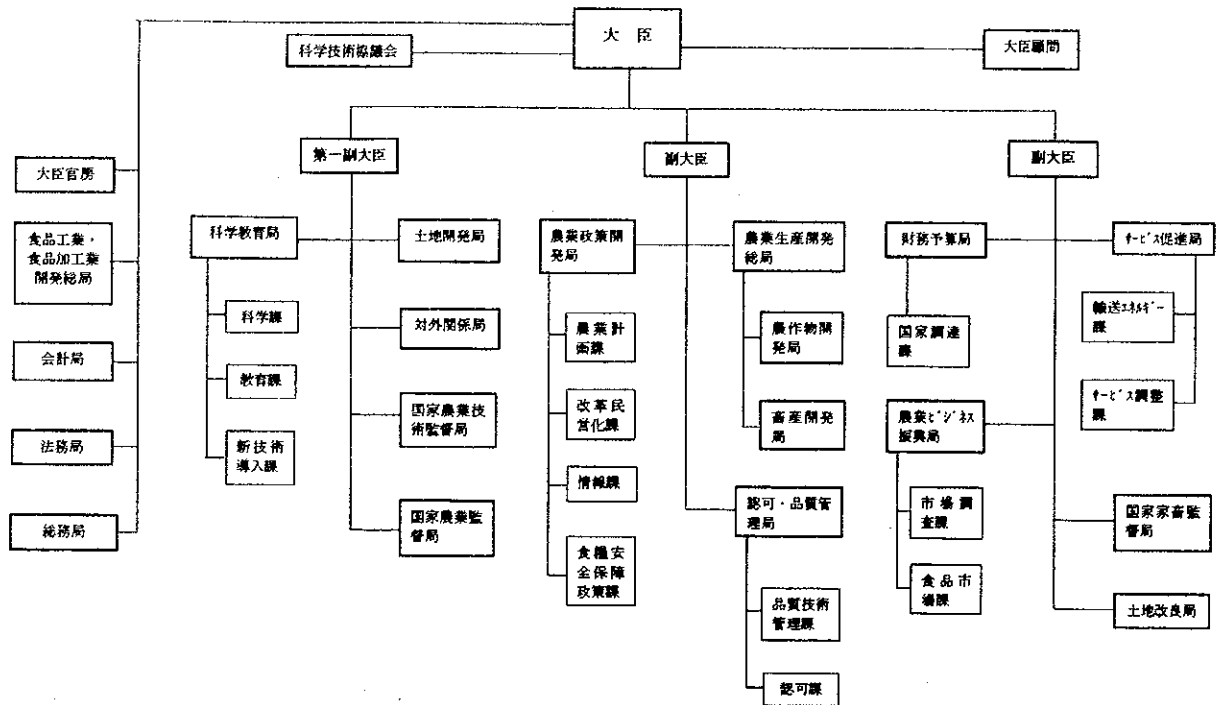 大臣
科学技術協議会
大臣顧問
第一副大臣
副大臣
副大臣
大臣官房
食品工業・
食品加工業
開発総局
会計局
法務局
総務局
科学教育局
科学課
教育課
新技術
導入課
土地開発局
対外関係局
国家農業技
術監督局
国家農業監
督局
農業政策開
発局
農業計
画課
改革民
営化課
情報課
食糧安
全保障
政策課
農業生産開発
総局
農作物開
発局
畜産開発
局
認可・品質管
理局
品質技術
管理課
認可課
財務予算局
国家調達
課
農業ビジネス
振興局
市場調
査課
食品市
場課
サービス促進局
輸送エネルギー
課
サービス調整
課
国家家畜監
督局
土地改良局